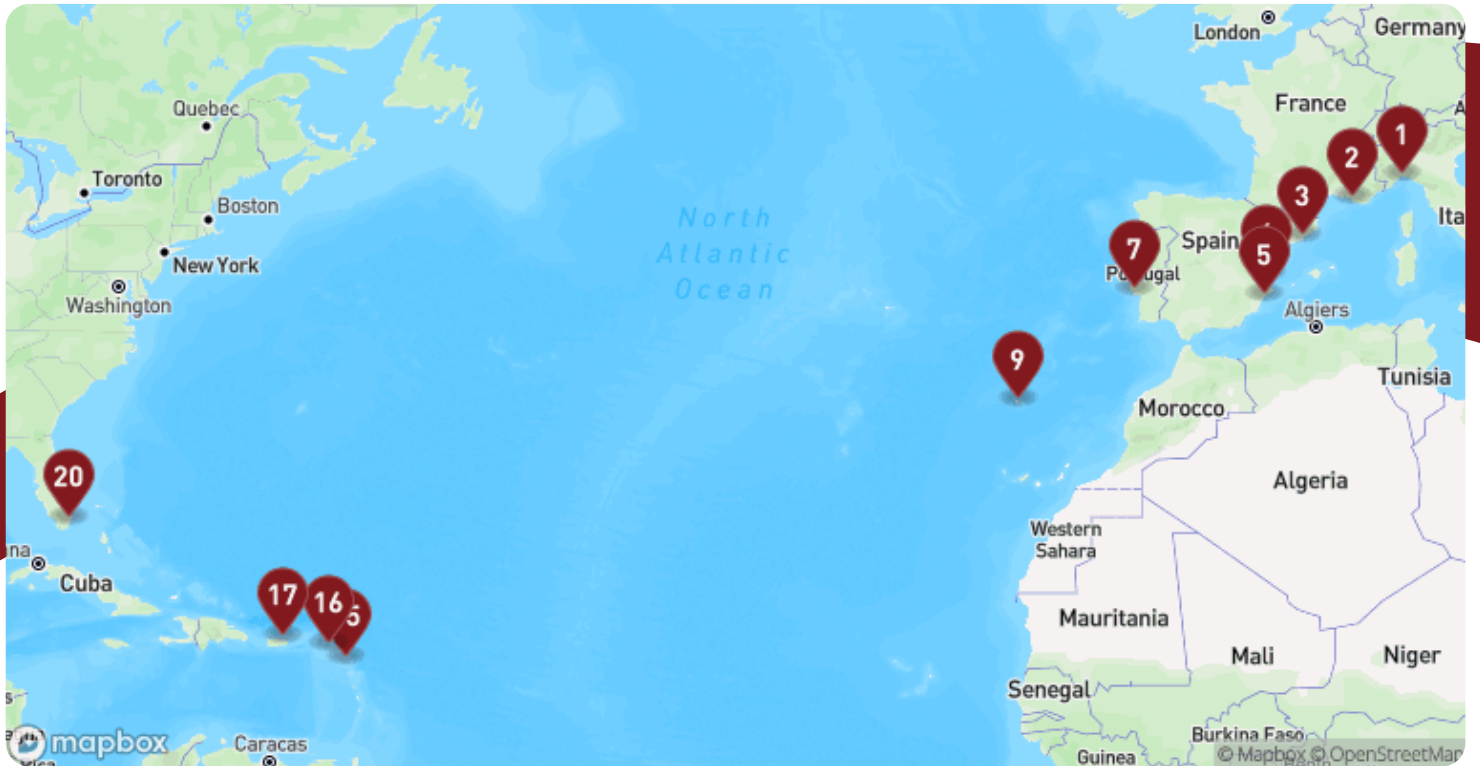 London
Germany
France
Quebec
1
2
Toronto
3
Boston
North
Atlantic
Ocean
Spain
7
5
Portugal
New York
Washington
Algiers
9
Tunisia
Morocco
20
Algeria
Western
Sahara
Cuba
17
16
Mauritania
Mali
Niger
Senegal
mapbox
Caracas
Burkina Faso
Guinea
© Mapbox © OpenStreetMap